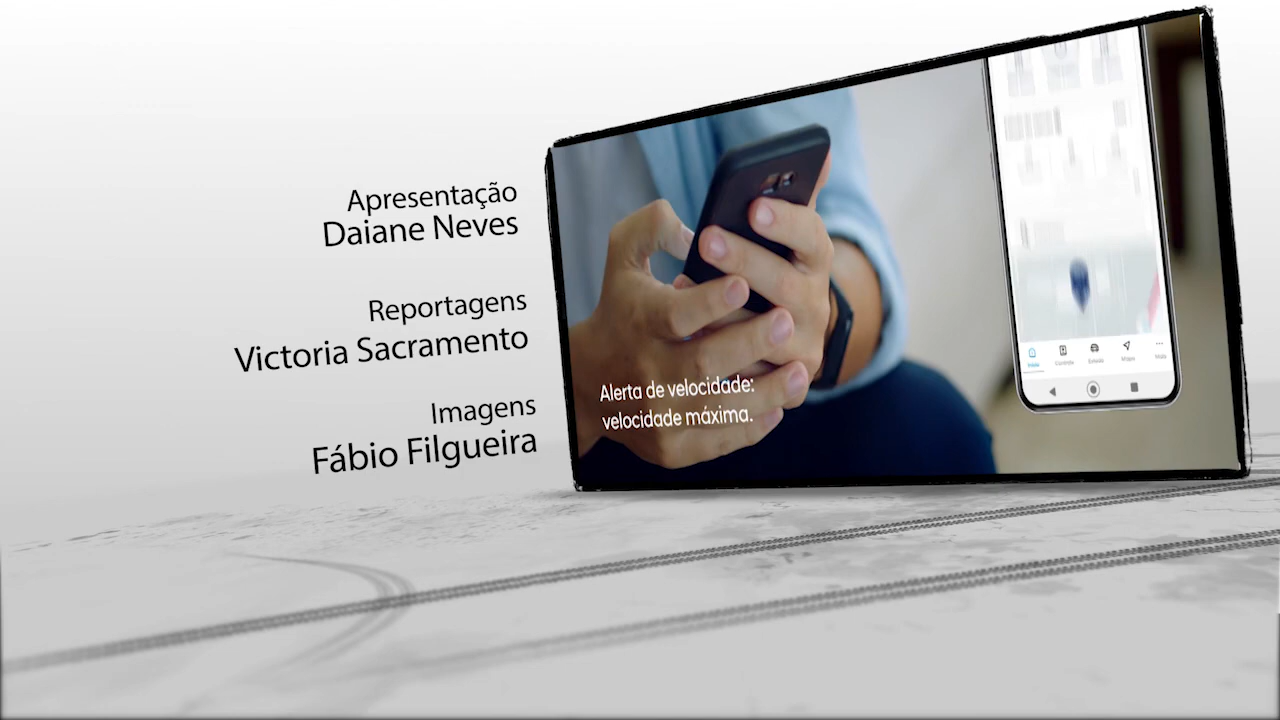 Apresentação
Daiane Neves
Reportagens
Victoria Sacramento
Imagens
Fábio Filgueira
Alerta de velocidade:
velocidade máxima.